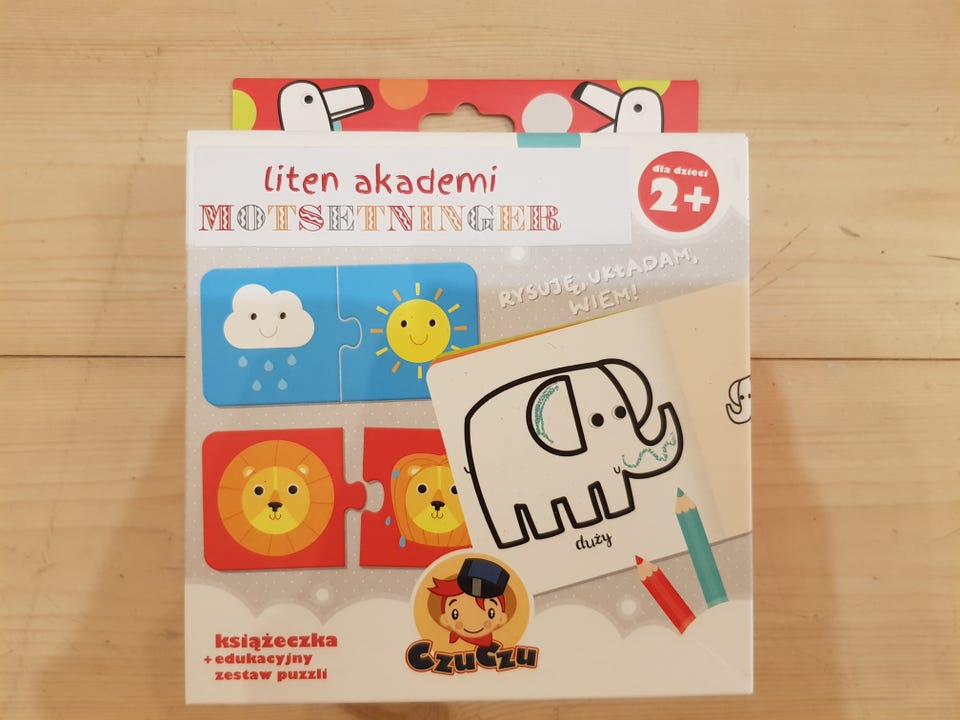 liten akademi
MOTSETNINGER
dla dzieci
2+
RYSUJĘ, UKŁADAM,
WIEM!
duży
CzuCzu
książeczka
+ edukacyjny
zestaw puzzli